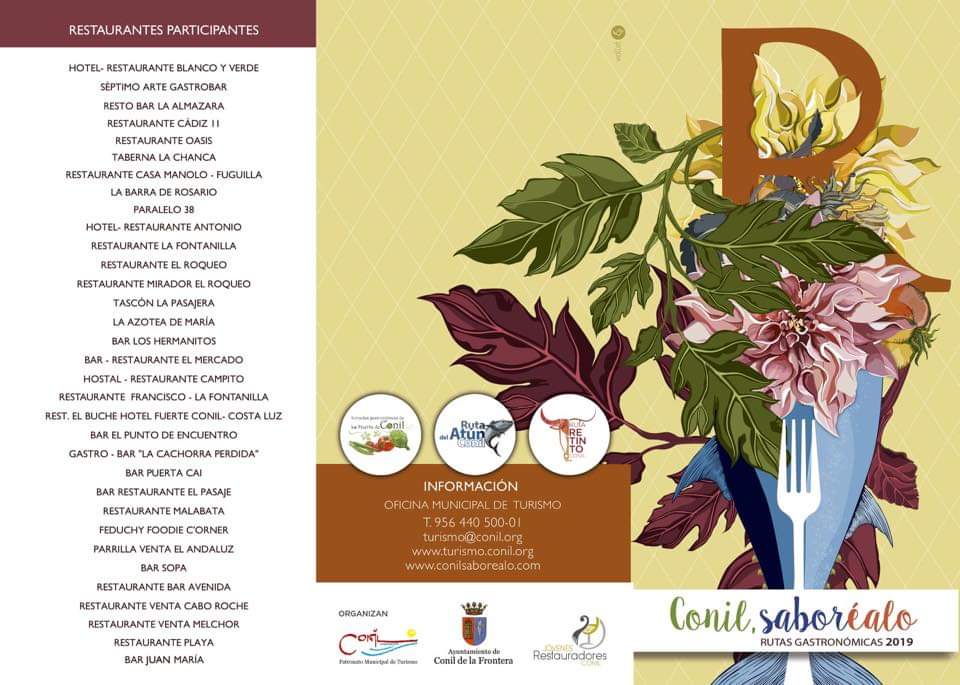 RESTAURANTES PARTICIPANTES
HOTEL- RESTAURANTE BLANCO Y VERDE
SÉPTIMO ARTE GASTROBAR
RESTO BAR LA ALMAZARA
RESTAURANTE CÁDIZ 11
RESTAURANTE OASIS
TABERNA LA CHANCA
RESTAURANTE CASA MANOLO - FUGUILLA
LA BARRA DE ROSARIO
PARALELO 38
HOTEL- RESTAURANTE ANTONIO
RESTAURANTE LA FONTANILLA
RESTAURANTE EL ROQUEO
RESTAURANTE MIRADOR EL ROQUEO
TASCÓN LA PASAJERA
LA AZOTEA DE MARÍA
BAR LOS HERMANITOS
BAR - RESTAURANTE EL MERCADO
HOSTAL - RESTAURANTE CAMPITO
RESTAURANTE FRANCISCO - LA FONTANILLA
REST. EL BUCHE HOTEL FUERTE CONIL- COSTA LUZ
BAR EL PUNTO DE ENCUENTRO
GASTRO - BAR "LA CACHORRA PERDIDA"
BAR PUERTA CAI
BAR RESTAURANTE EL PASAJE
RESTAURANTE MALABATA
FEDUCHY FOODIE C'ORNER
PARRILLA VENTA EL ANDALUZ
BAR SOPA
RESTAURANTE BAR AVENIDA
RESTAURANTE VENTA CABO ROCHE
RESTAURANTE VENTA MELCHOR
RESTAURANTE PLAYA
BAR JUAN MARÍA
Conil
Ruta
del Atún
Conil
RUTA
RE
TIN
TO
CONIL
INFORMACIÓN
OFICINA MUNICIPAL DE TURISMO
T. 956 440 500-01
turismo@conil.org
www.turismo.conil.org
www.conilsaborealo.com
ORGANIZAN
Conil
Patronato Municipal de Turismo
Ayuntamiento de
Conil de la Frontera
JÓVENES
Restauradores
CONIL
R
Conil, saboréalo
RUTAS GASTRONÓMICAS 2019